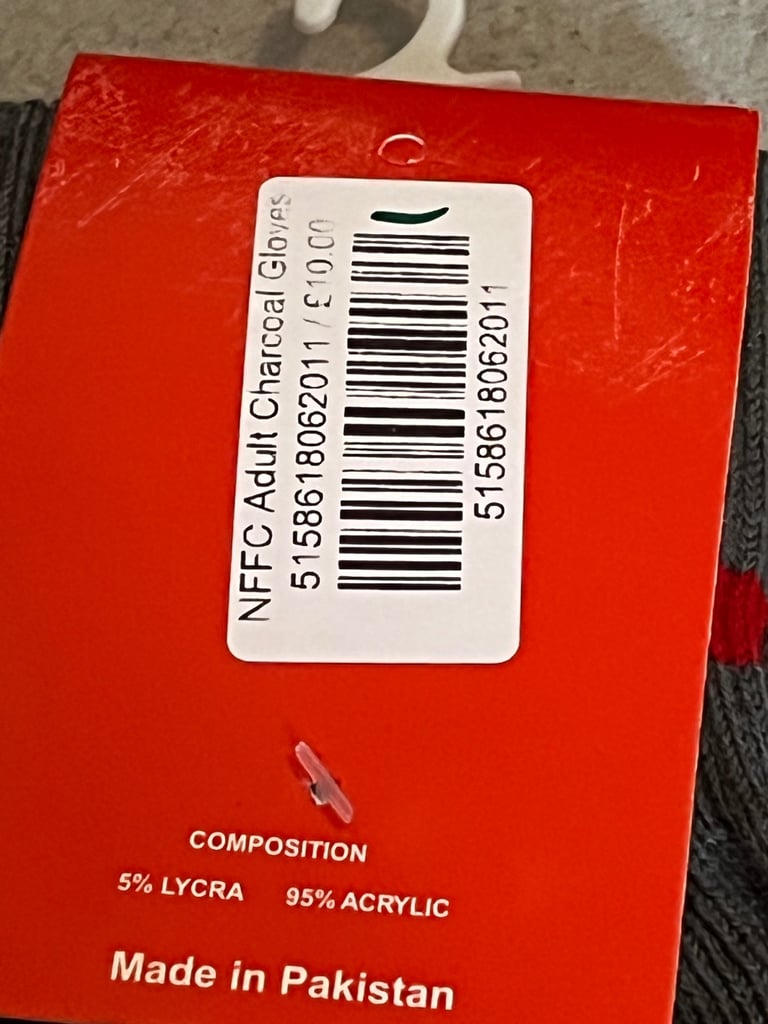 NFFC Adult Charcoal Gloves
5158618062011 / £10.00
5158618062011
COMPOSITION
5% LYCRA 95% ACRYLIC
Made in Pakistan